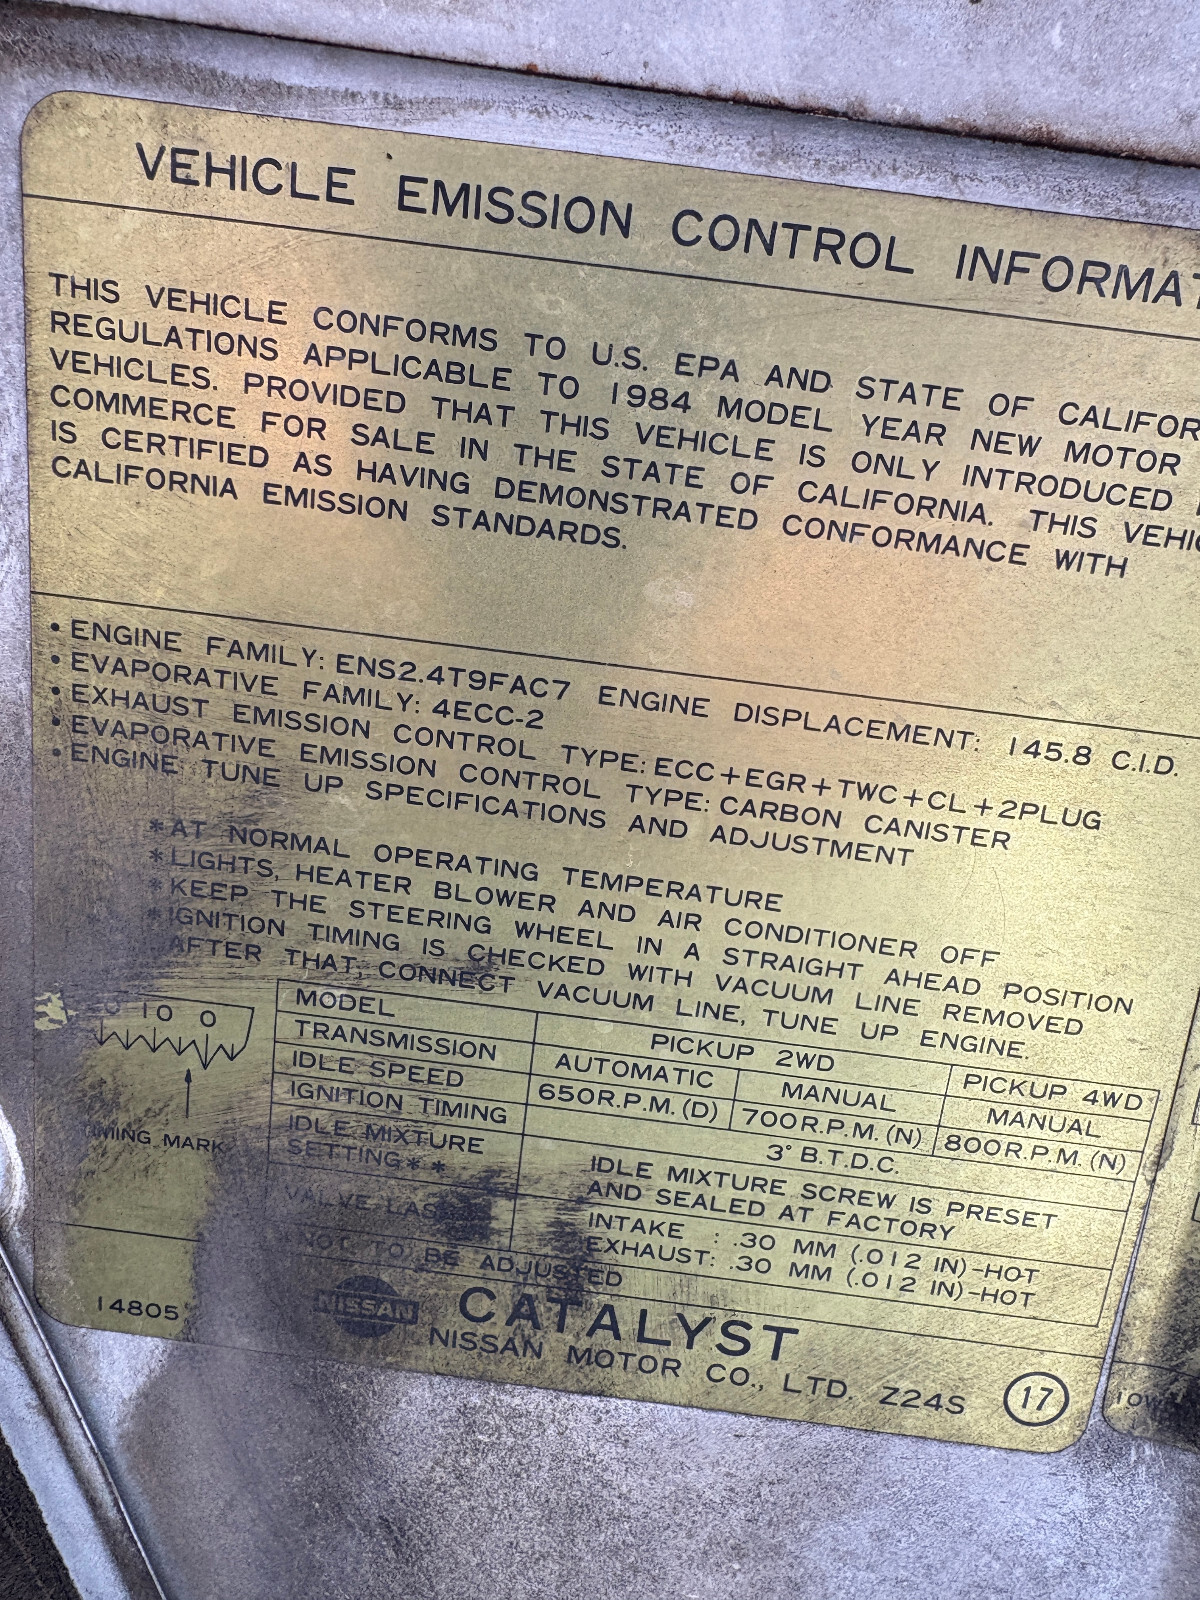 VEHICLE EMISSION CONTROL
THIS VEHICLE CONFORMS TO U.S. EPA AND STATE OF
REGULATIONS APPLICABLE TO 1984 MODEL YEAR NEW MOTOR
VEHICLES. PROVIDED THAT THIS VEHICLE IS ONLY INTRODUCED
COMMERCE FOR SALE IN THE STATE OF CALIFORNIA. THIS
IS CERTIFIED AS HAVING DEMONSTRATED CONFORMANCE WITH
CALIFORNIA EMISSION STANDARDS.
• ENGINE FAMILY: ENS2.4T9FAC7 ENGINE DISPLACEMENT: 145.8 C.I.D.
• EVAPORATIVE FAMILY: 4ECC-2
• EXHAUST EMISSION CONTROL TYPE: ECC+EGR+TWC+CL+2PLUG
• EVAPORATIVE EMISSION CONTROL TYPE: CARBON CANISTER
• ENGINE TUNE UP SPECIFICATIONS AND ADJUSTMENT
*AT NORMAL OPERATING TEMPERATURE
*LIGHTS, HEATER BLOWER AND AIR CONDITIONER OFF
*KEEP THE STEERING WHEEL IN A STRAIGHT AHEAD POSITION
*IGNITION TIMING IS CHECKED WITH VACUUM LINE REMOVED
AFTER THAT, CONNECT VACUUM LINE, TUNE UP ENGINE.
10 0
TIMING MARK
MODEL PICKUP 2WD PICKUP 4WD
TRANSMISSION AUTOMATIC MANUAL MANUAL
IDLE SPEED 650R.P.M.(D) 700R.P.M.(N) 800R.P.M.(N)
IGNITION TIMING 3° B.T.D.C.
IDLE MIXTURE SETTING** IDLE MIXTURE SCREW IS PRESET
AND SEALED AT FACTORY
VALVE LASH INTAKE : .30 MM (.012 IN)-HOT
EXHAUST: .30 MM (.012 IN)-HOT
NOT TO BE ADJUSTED
NISSAN CATALYST
14805 NISSAN MOTOR CO., LTD. Z24S 17